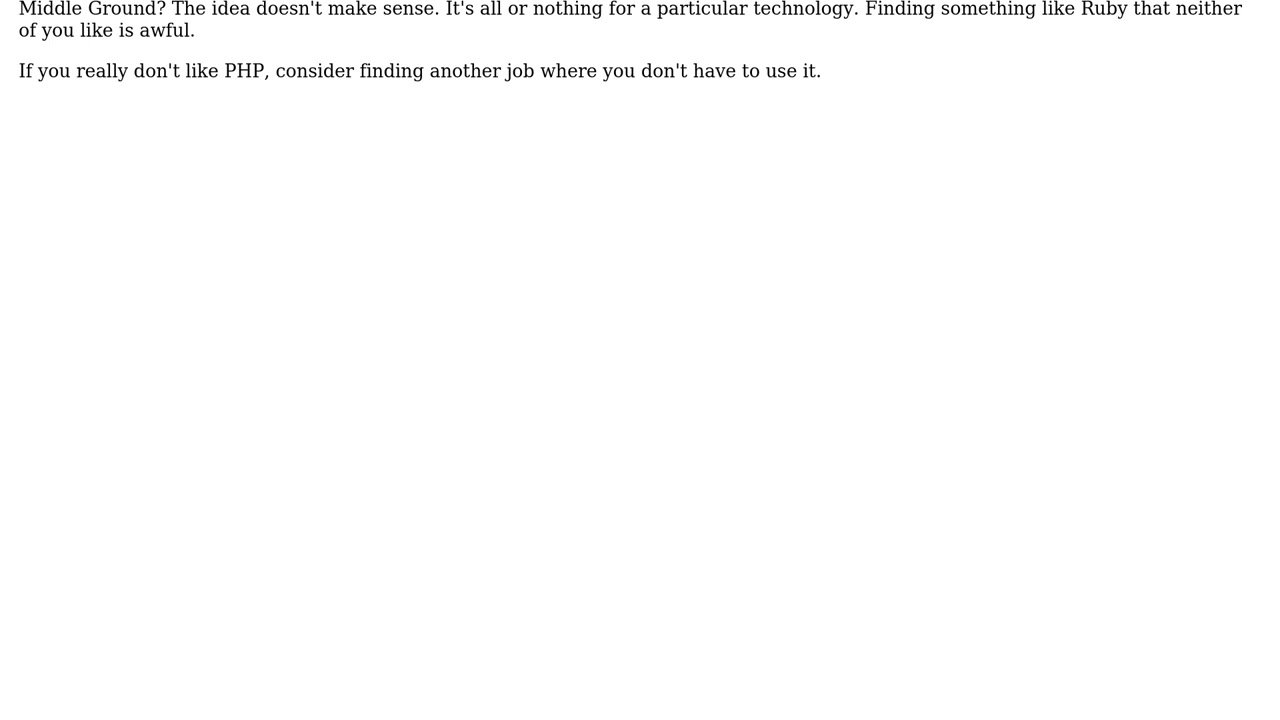 Middle Ground? The idea doesn't make sense. It's all or nothing for a particular technology. Finding something like Ruby that neither
of you like is awful.
If you really don't like PHP, consider finding another job where you don't have to use it.